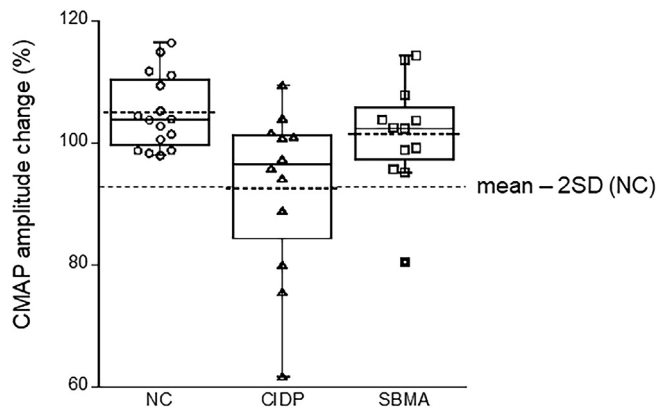 CMAP amplitude change (%)
120
100
80
60
mean – 2SD (NC)
NC CIDP SBMA